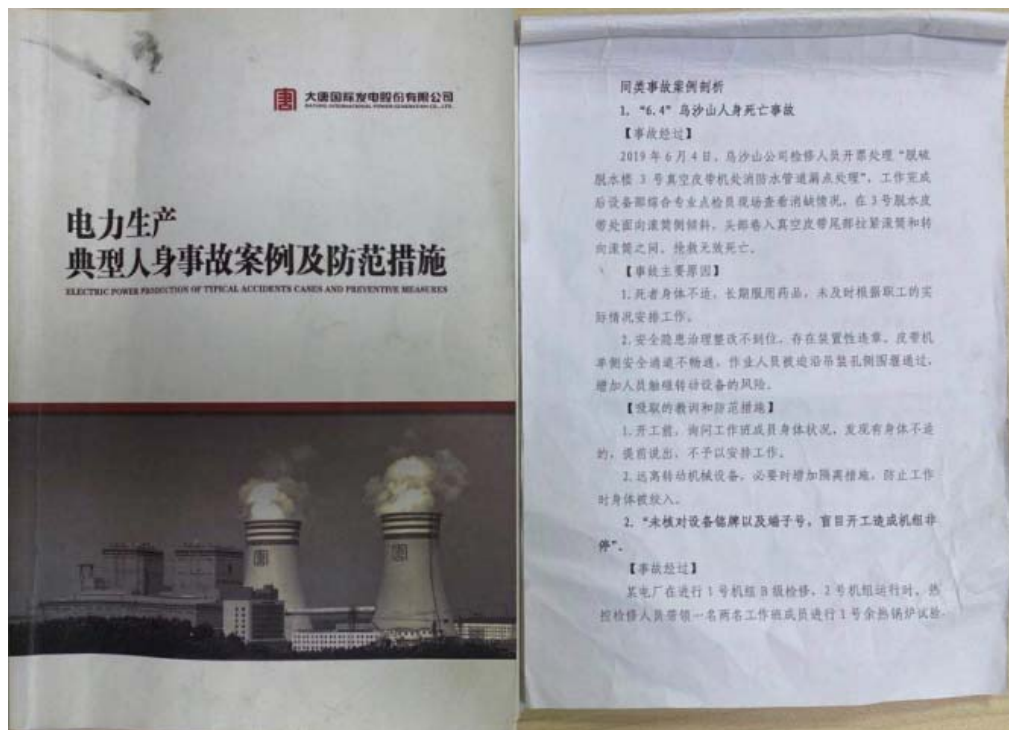 大唐国际发电股份有限公司
DATANG INTERNATIONAL POWER GENERATION CO., LTD.
电力生产
典型人身事故案例及防范措施
ELECTRIC POWER PRODUCTION OF TYPICAL ACCIDENTS CASES AND PREVENTIVE MEASURES
同类事故案例剖析
1、“6.4”乌沙山人身死亡事故
【事故经过】
2019年6月4日，乌沙山公司检修人员开票处理“脱硫
脱水楼 3 号真空皮带机处消防水管道漏点处理”，工作完成
后设备部综合专业点检员现场查看消缺情况，在3号脱水皮
带处面向滚筒侧倾斜，头部卷入真空皮带尾部拉紧滚筒和转
向滚筒之间，抢救无效死亡。
【事故主要原因】
1.死者身体不适，长期服用药品，未及时根据职工的实
际情况安排工作。
2.安全隐患治理整改不到位，存在装置性违章。皮带机
单侧安全通道不畅通，作业人员被迫沿吊装孔侧围堰通过，
增加人员触碰转动设备的风险。
【吸取的教训和防范措施】
1.开工前，询问工作班成员身体状况，发现有身体不适
的，提前说出，不予以安排工作。
2.远离转动机械设备，必要时增加隔离措施，防止工作
时身体被绞入。
2、“未核对设备铭牌以及端子号，盲目开工造成机组非
停”。
【事故经过】
某电厂在进行1号机组B级检修，2号机组运行时，热
控检修人员带领一名两名工作班成员进行1号余热锅炉试验